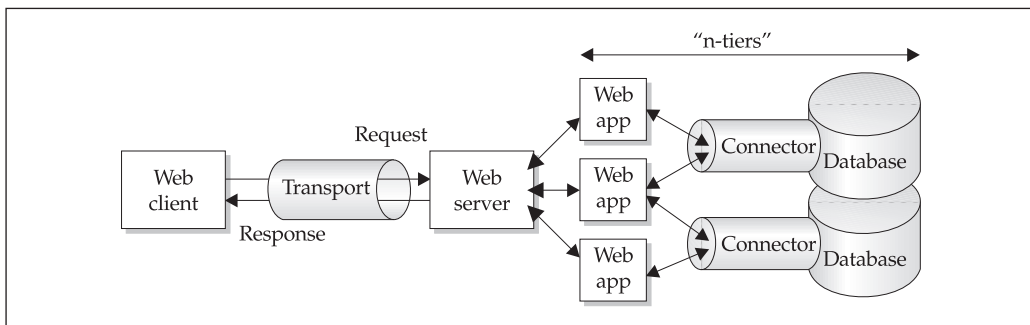 “n-tiers”
Web
app
Request
Connector
Database
Web
client
Transport
Web
server
Web
app
Response
Connector
Database
Web
app